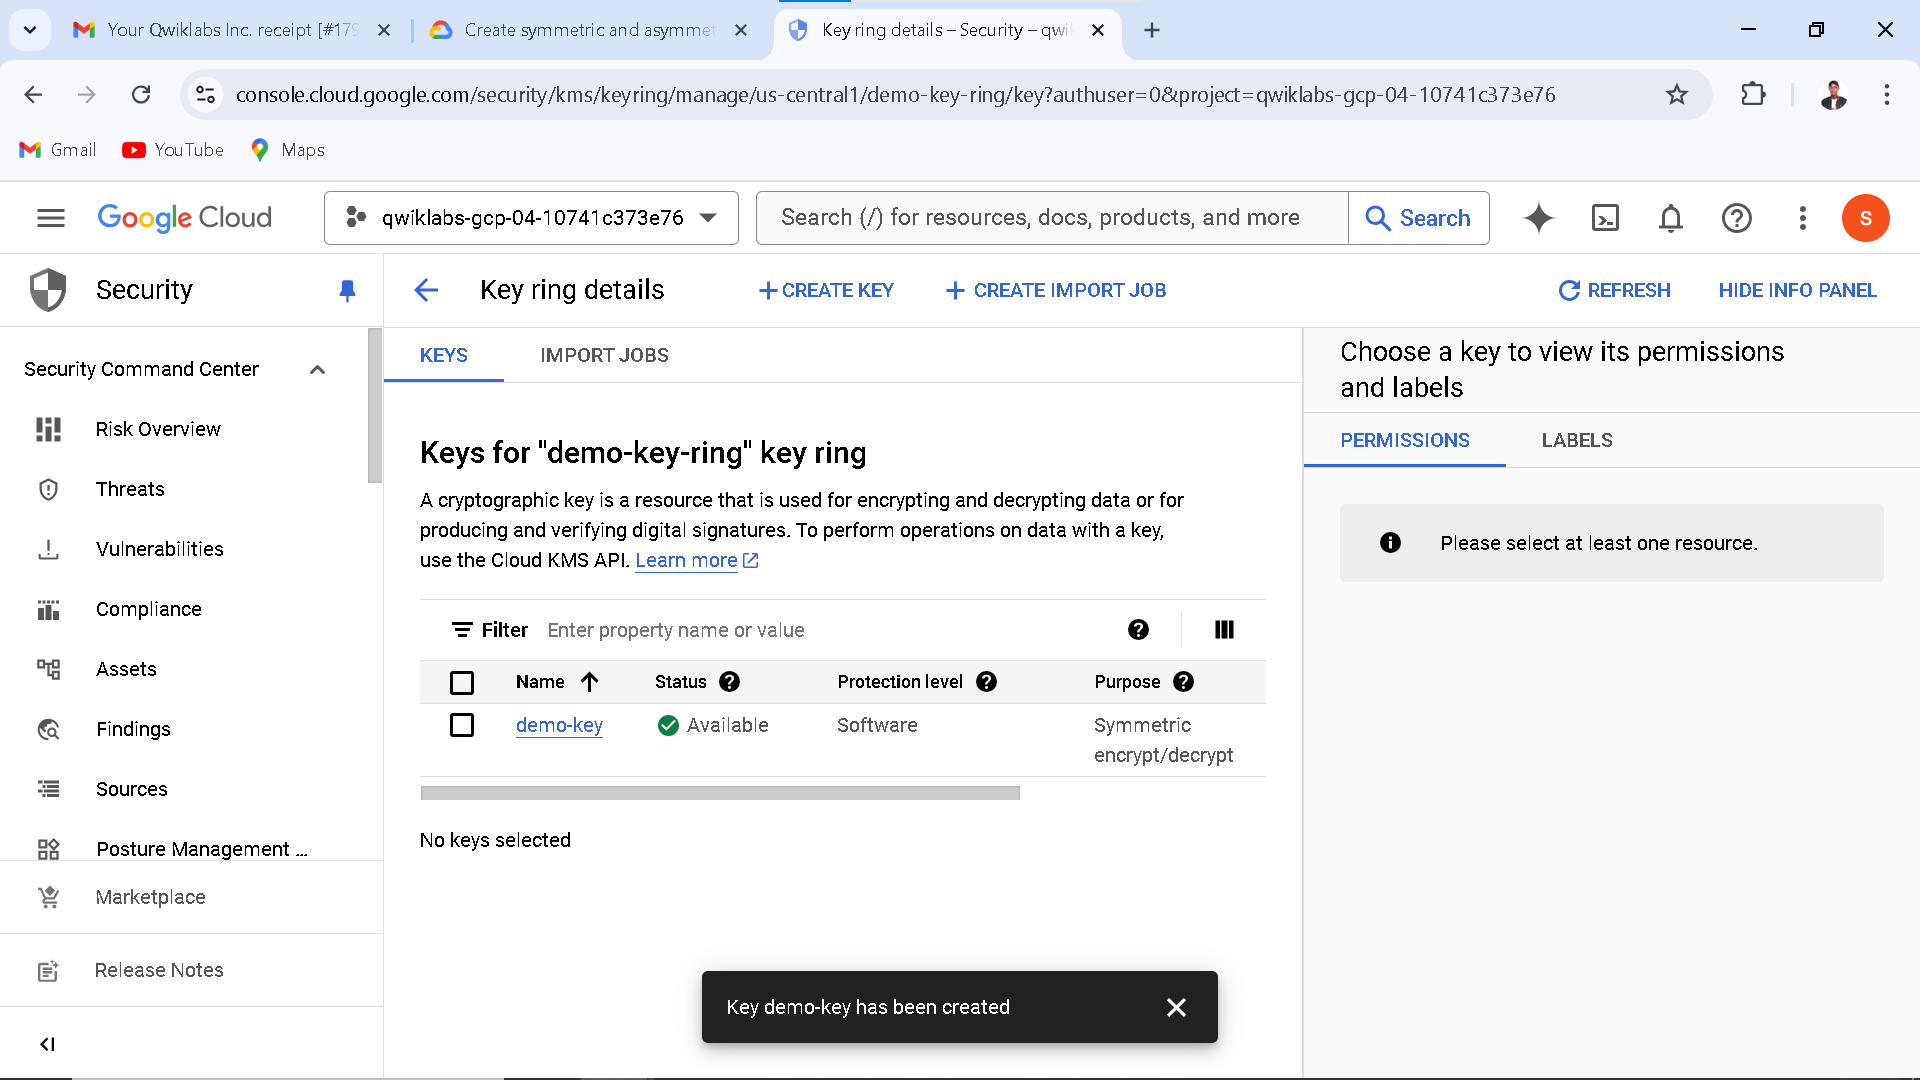 Your Qwiklabs Inc. receipt [#179
Create symmetric and asymmet
Key ring details – Security – qwi
console.cloud.google.com/security/kms/keyring/manage/us-central1/demo-key-ring/key?authuser=0&project=qwiklabs-gcp-04-10741c373e76
Gmail
YouTube
Maps
Google Cloud
qwiklabs-gcp-04-10741c373e76
Search (/) for resources, docs, products, and more
Search
S
Security
Key ring details
CREATE KEY
CREATE IMPORT JOB
REFRESH
HIDE INFO PANEL
Security Command Center
Risk Overview
Threats
Vulnerabilities
Compliance
Assets
Findings
Sources
Posture Management ...
Marketplace
Release Notes
KEYS
IMPORT JOBS
Keys for "demo-key-ring" key ring
A cryptographic key is a resource that is used for encrypting and decrypting data or for
producing and verifying digital signatures. To perform operations on data with a key,
use the Cloud KMS API. Learn more
Filter Enter property name or value
Name Status Protection level Purpose
demo-key Available Software Symmetric
encrypt/decrypt
No keys selected
Choose a key to view its permissions
and labels
PERMISSIONS
LABELS
Please select at least one resource.
Key demo-key has been created